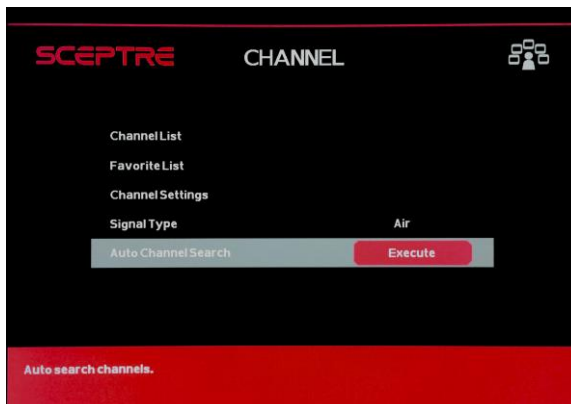 SCEPTRE CHANNEL
Channel List
Favorite List
Channel Settings
Signal Type Air
Auto Channel Search Execute
Auto search channels.